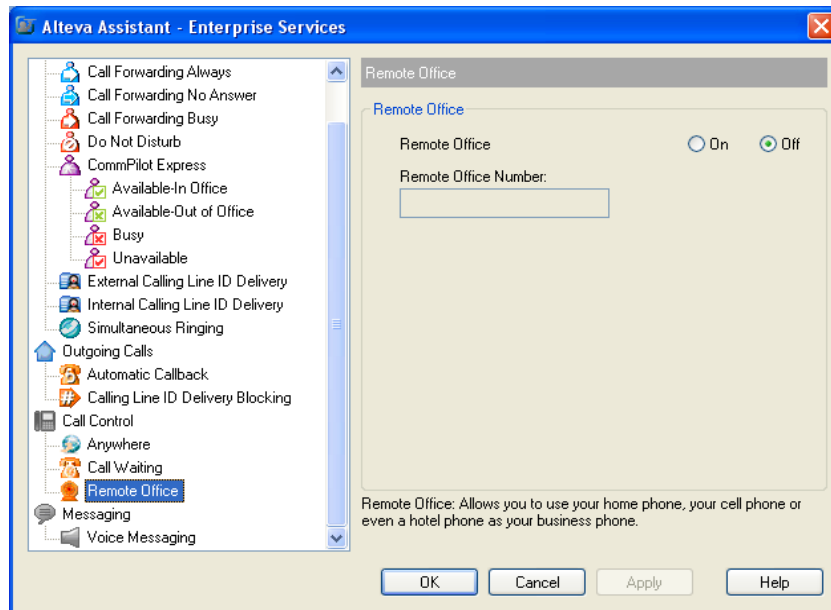 Alteva Assistant - Enterprise Services
Call Forwarding Always
Call Forwarding No Answer
Call Forwarding Busy
Do Not Disturb
CommPilot Express
Available-In Office
Available-Out of Office
Busy
Unavailable
External Calling Line ID Delivery
Internal Calling Line ID Delivery
Simultaneous Ringing
Outgoing Calls
Automatic Callback
Calling Line ID Delivery Blocking
Call Control
Anywhere
Call Waiting
Remote Office
Messaging
Voice Messaging
Remote Office
Remote Office
Remote Office On Off
Remote Office Number:
Remote Office: Allows you to use your home phone, your cell phone or
even a hotel phone as your business phone.
OK Cancel Apply Help